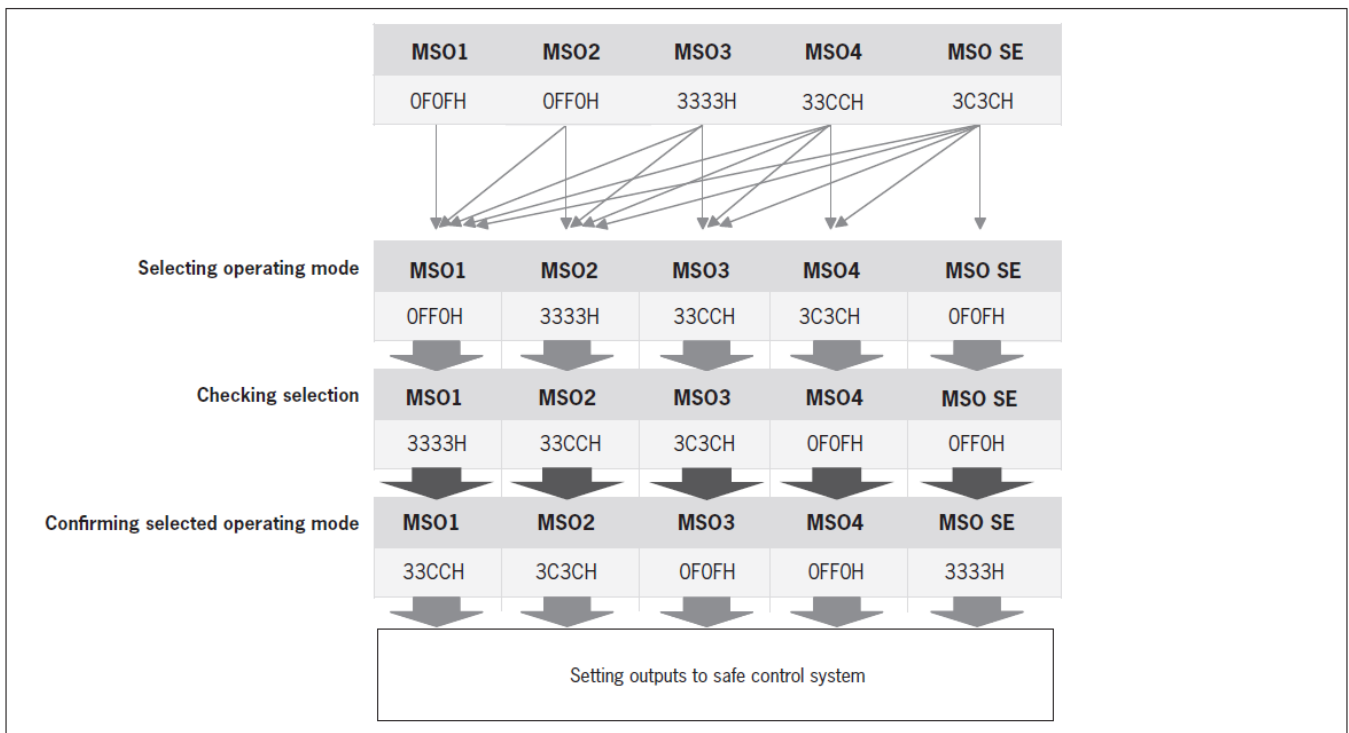 MSO1 MSO2 MSO3 MSO4 MSO SE
0F0FH 0FF0H 3333H 33CCH 3C3CH
Selecting operating mode MSO1 MSO2 MSO3 MSO4 MSO SE
0FF0H 3333H 33CCH 3C3CH 0F0FH
Checking selection MSO1 MSO2 MSO3 MSO4 MSO SE
3333H 33CCH 3C3CH 0F0FH 0FF0H
Confirming selected operating mode MSO1 MSO2 MSO3 MSO4 MSO SE
33CCH 3C3CH 0F0FH 0FF0H 3333H
Setting outputs to safe control system